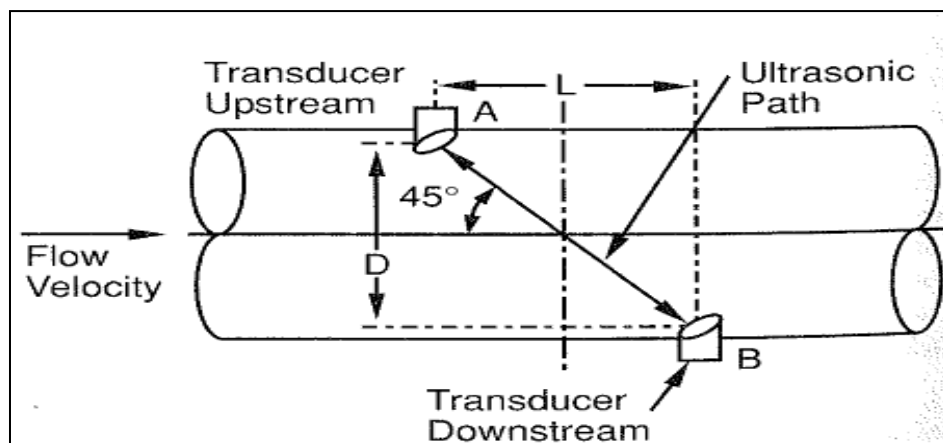 Transducer
Upstream
A
L
Ultrasonic
Path
45°
D
Flow
Velocity
B
Transducer
Downstream